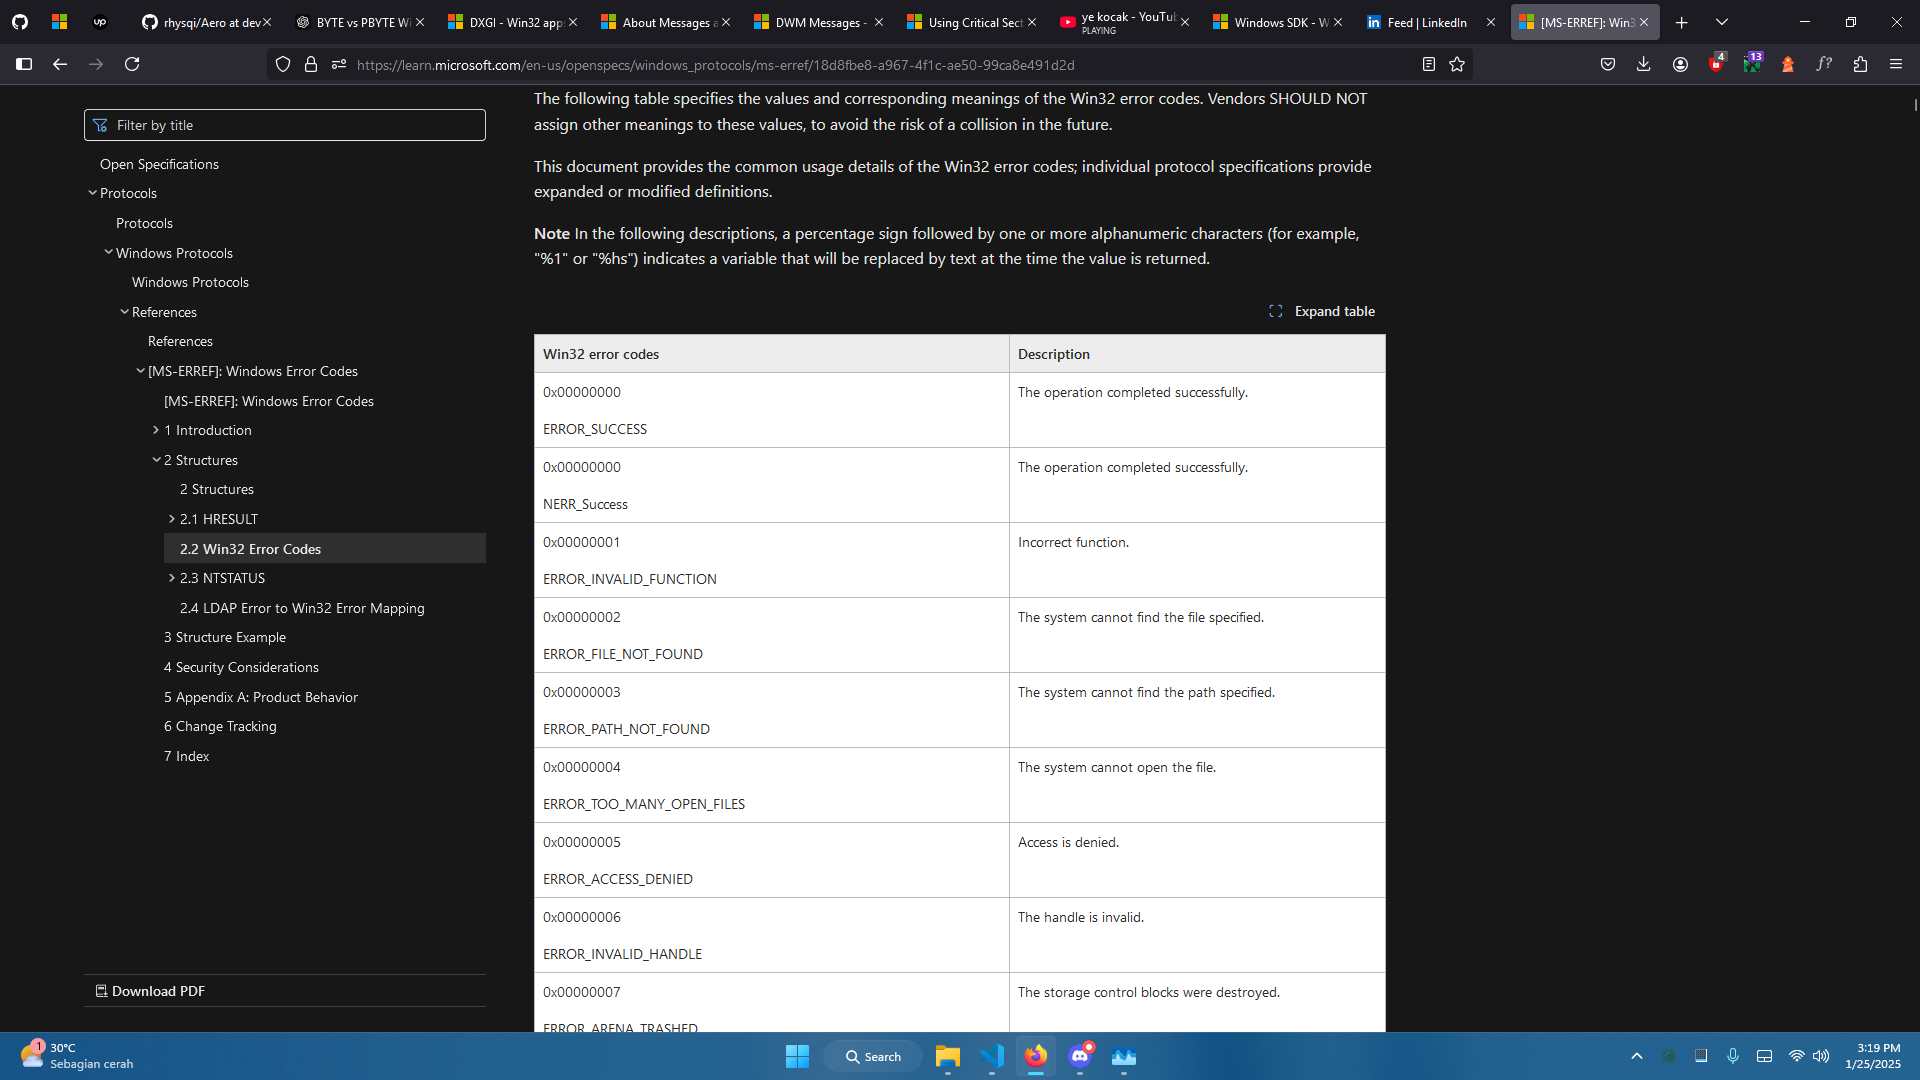 up
rhysqi/Aero at dev
BYTE vs PBYTE Wi
DXGI - Win32 apps
About Messages a
DWM Messages -
Using Critical Sect
ye kocak - YouTub
PLAYING
Windows SDK - W
Feed | LinkedIn
[MS-ERREF]: Win3
https://learn.microsoft.com/en-us/openspecs/windows_protocols/ms-erref/18d8fbe8-a967-4f1c-ae50-99ca8e491d2d
4
13
f?
Filter by title
Open Specifications
Protocols
Protocols
Windows Protocols
Windows Protocols
References
References
[MS-ERREF]: Windows Error Codes
[MS-ERREF]: Windows Error Codes
1 Introduction
2 Structures
2 Structures
2.1 HRESULT
2.2 Win32 Error Codes
2.3 NTSTATUS
2.4 LDAP Error to Win32 Error Mapping
3 Structure Example
4 Security Considerations
5 Appendix A: Product Behavior
6 Change Tracking
7 Index
Download PDF
The following table specifies the values and corresponding meanings of the Win32 error codes. Vendors SHOULD NOT
assign other meanings to these values, to avoid the risk of a collision in the future.
This document provides the common usage details of the Win32 error codes; individual protocol specifications provide
expanded or modified definitions.
Note In the following descriptions, a percentage sign followed by one or more alphanumeric characters (for example,
"%1" or "%hs") indicates a variable that will be replaced by text at the time the value is returned.
Expand table
Win32 error codes
Description
0x00000000
The operation completed successfully.
ERROR_SUCCESS
0x00000000
The operation completed successfully.
NERR_Success
0x00000001
Incorrect function.
ERROR_INVALID_FUNCTION
0x00000002
The system cannot find the file specified.
ERROR_FILE_NOT_FOUND
0x00000003
The system cannot find the path specified.
ERROR_PATH_NOT_FOUND
0x00000004
The system cannot open the file.
ERROR_TOO_MANY_OPEN_FILES
0x00000005
Access is denied.
ERROR_ACCESS_DENIED
0x00000006
The handle is invalid.
ERROR_INVALID_HANDLE
0x00000007
The storage control blocks were destroyed.
ERROR_ARENA_TRASHED
1
30°C
Sebagian cerah
Search
3:19 PM
1/25/2025